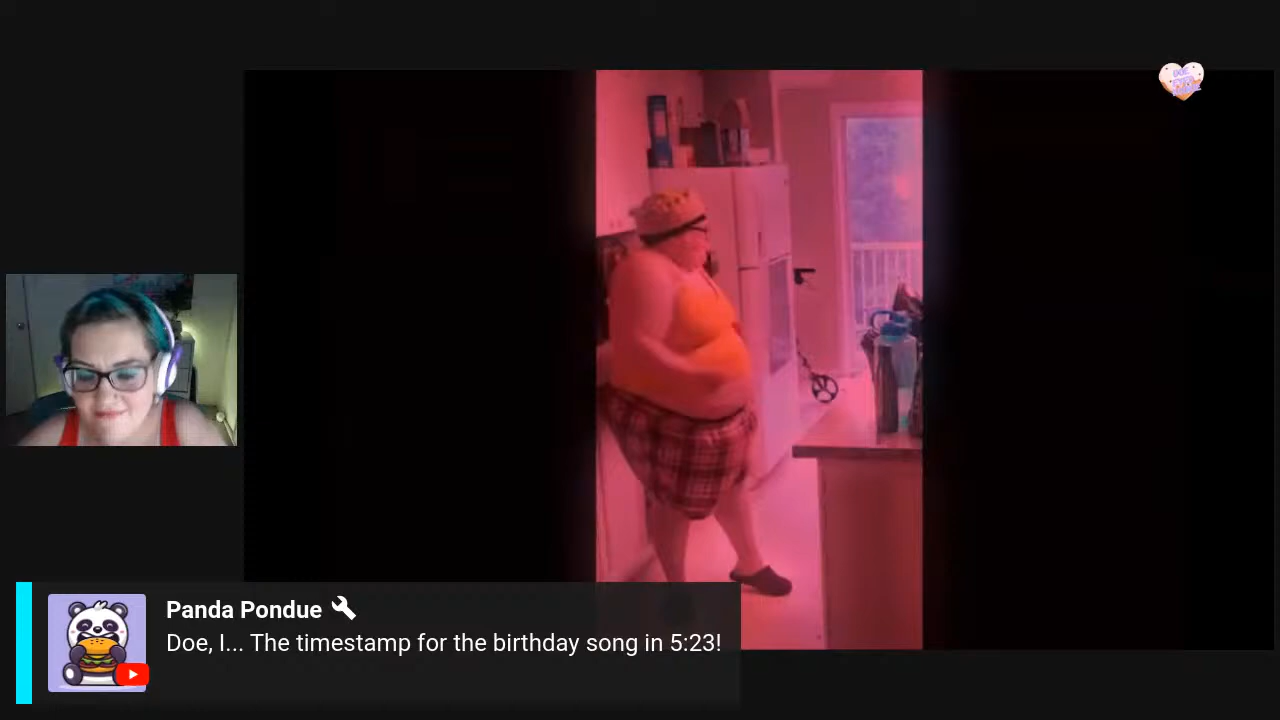 Panda Pondue
Doe, I... The timestamp for the birthday song in 5:23!